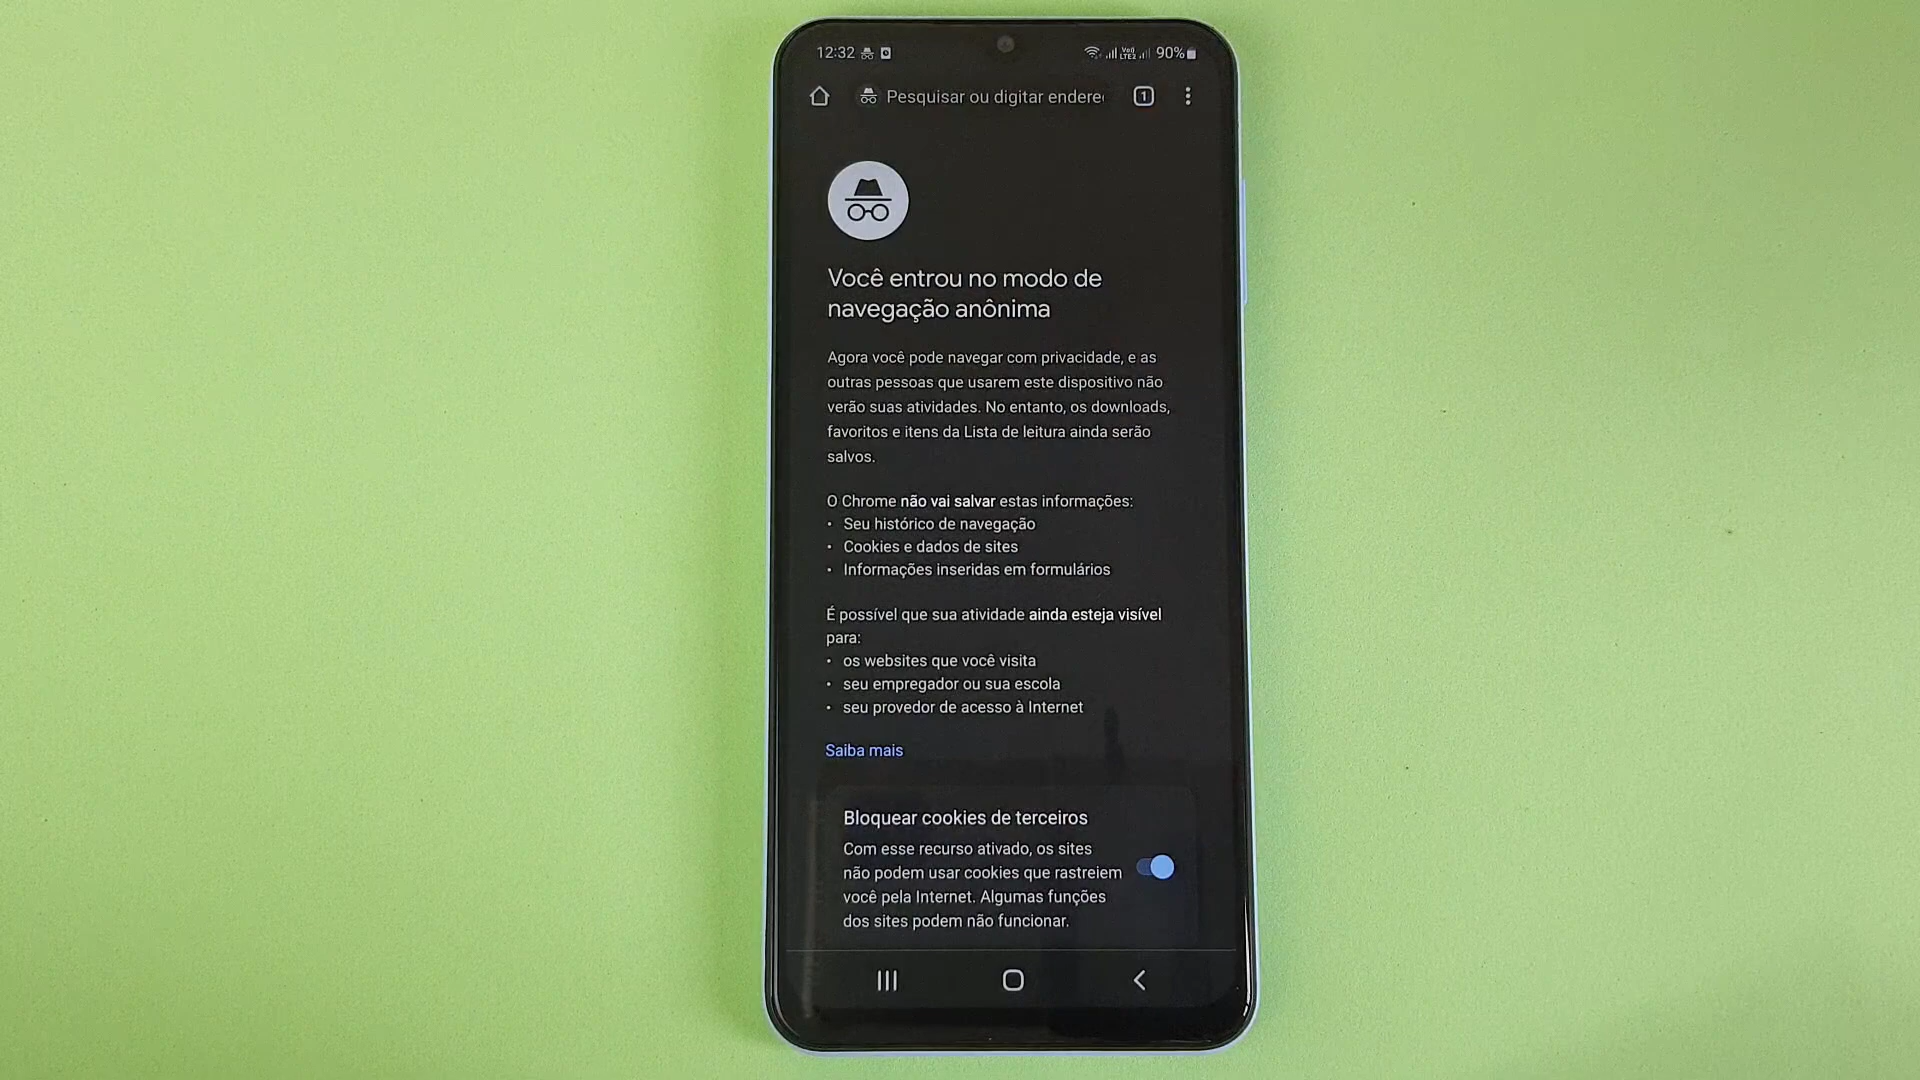 12:32 Vo)) LTE2 90%
Pesquisar ou digitar endere
1
Você entrou no modo de
navegação anônima
Agora você pode navegar com privacidade, e as
outras pessoas que usarem este dispositivo não
verão suas atividades. No entanto, os downloads,
favoritos e itens da Lista de leitura ainda serão
salvos.
O Chrome não vai salvar estas informações:
• Seu histórico de navegação
• Cookies e dados de sites
• Informações inseridas em formulários
É possível que sua atividade ainda esteja visível
para:
• os websites que você visita
• seu empregador ou sua escola
• seu provedor de acesso à Internet
Saiba mais
Bloquear cookies de terceiros
Com esse recurso ativado, os sites
não podem usar cookies que rastreiem
você pela Internet. Algumas funções
dos sites podem não funcionar.